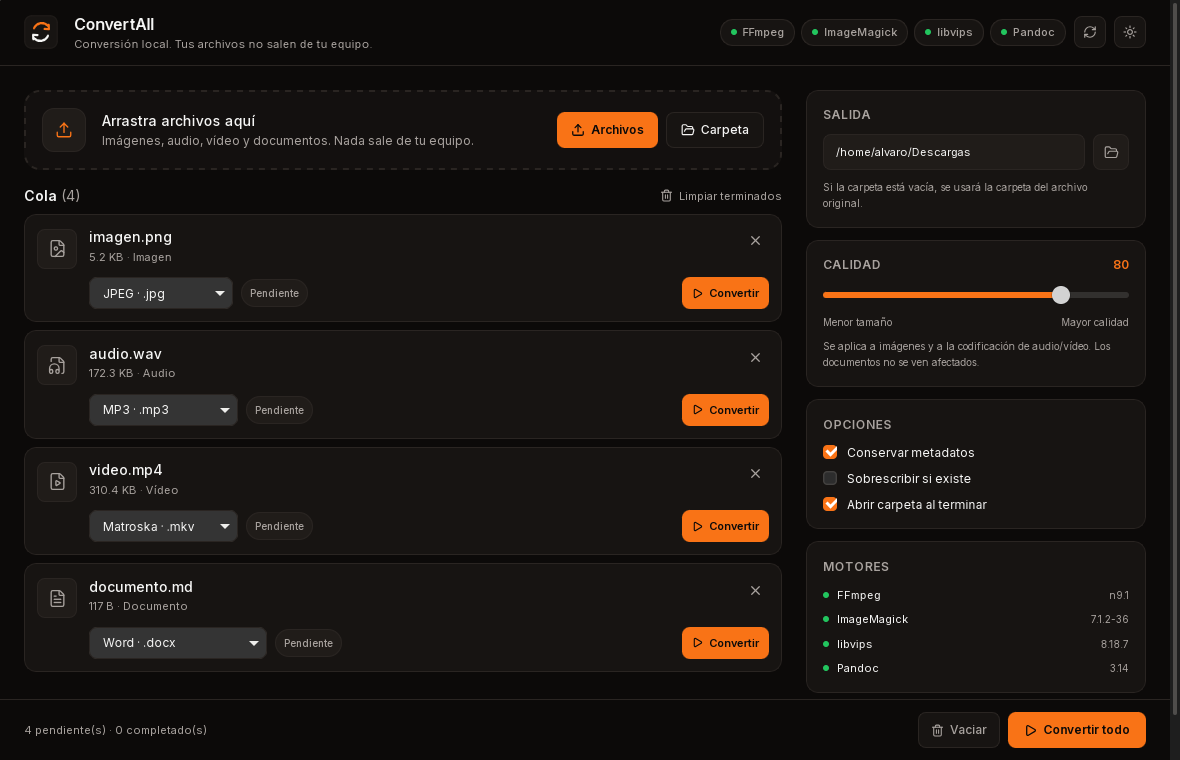 ConvertAll
Conversión local. Tus archivos no salen de tu equipo.
FFmpeg
ImageMagick
libvips
Pandoc
Arrastra archivos aquí
Imágenes, audio, vídeo y documentos. Nada sale de tu equipo.
Archivos
Carpeta
Cola (4)
Limpiar terminados
imagen.png
5.2 KB · Imagen
JPEG · .jpg
Pendiente
Convertir
audio.wav
172.3 KB · Audio
MP3 · .mp3
Pendiente
Convertir
video.mp4
310.4 KB · Vídeo
Matroska · .mkv
Pendiente
Convertir
documento.md
117 B · Documento
Word · .docx
Pendiente
Convertir
SALIDA
/home/alvaro/Descargas
Si la carpeta está vacía, se usará la carpeta del archivo
original.
CALIDAD
80
Menor tamaño
Mayor calidad
Se aplica a imágenes y a la codificación de audio/vídeo. Los
documentos no se ven afectados.
OPCIONES
Conservar metadatos
Sobrescribir si existe
Abrir carpeta al terminar
MOTORES
FFmpeg
n9.1
ImageMagick
7.1.2-36
libvips
8.18.7
Pandoc
3.14
4 pendiente(s) · 0 completado(s)
Vaciar
Convertir todo